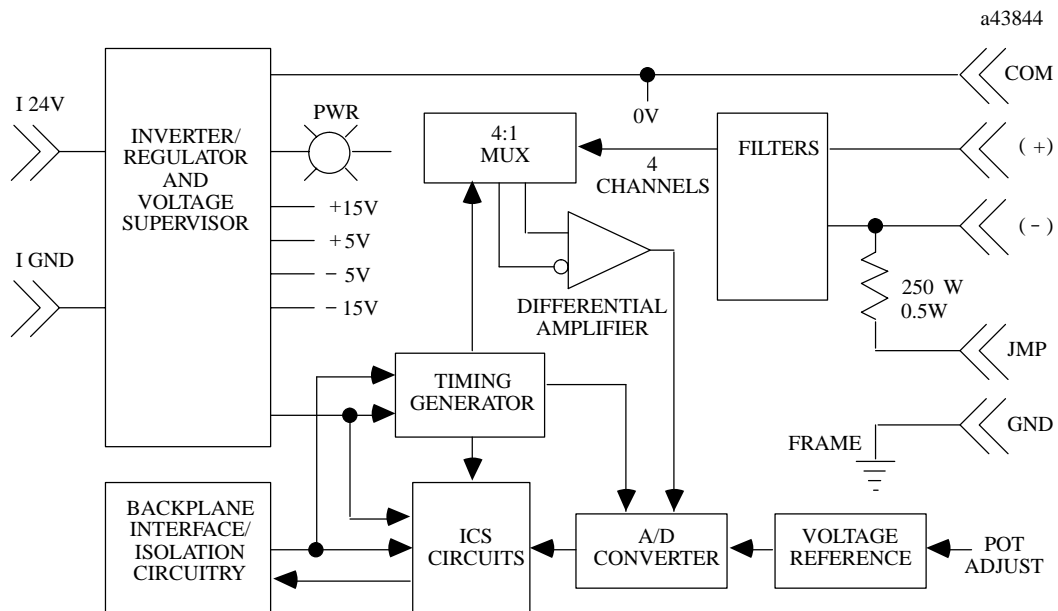 a43844
COM
I 24V
PWR
INVERTER/
REGULATOR
AND
VOLTAGE
SUPERVISOR
0V
4:1
MUX
4
CHANNELS
FILTERS
( + )
( − )
+15V
+ 5V
− 5V
− 15V
I GND
DIFFERENTIAL
AMPLIFIER
250 W
0.5W
JMP
TIMING
GENERATOR
GND
FRAME
BACKPLANE
INTERFACE/
ISOLATION
CIRCUITRY
ICS
CIRCUITS
A/D
CONVERTER
VOLTAGE
REFERENCE
POT
ADJUST